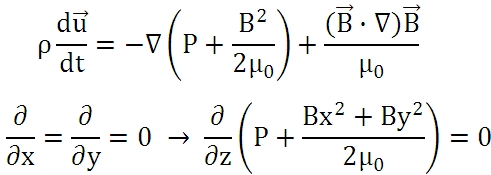 ρ du⃗/dt = −∇(P + B²/2μ₀) + (B⃗ · ∇)B⃗/μ₀
∂/∂x = ∂/∂y = 0 → ∂/∂z(P + Bx² + By²/2μ₀) = 0